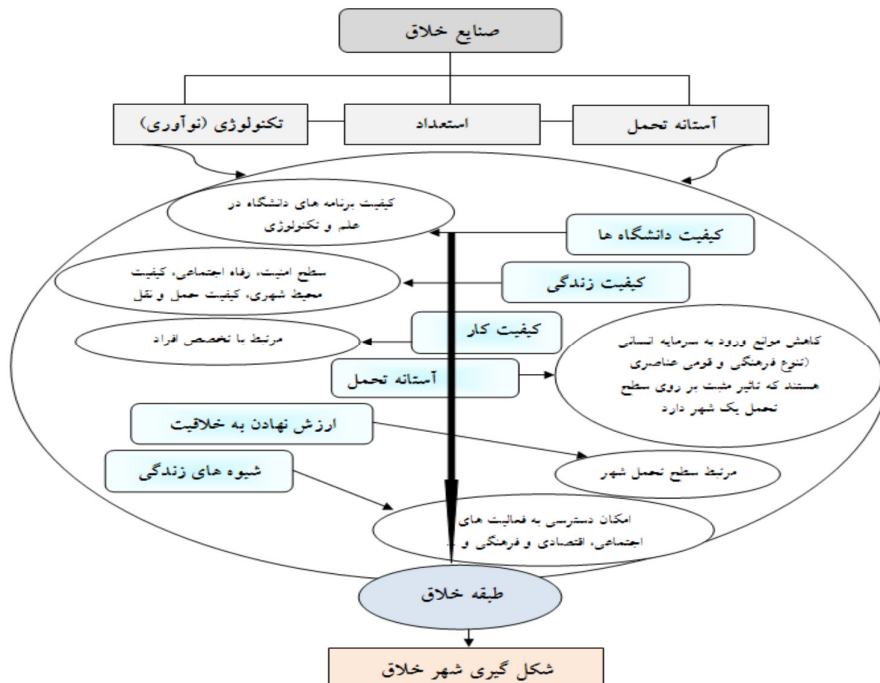 صنایع خلاق
آستانه تحمل
استعداد
تکنولوژی (نوآوری)
کیفیت برنامه های دانشگاه در
علم و تکنولوژی
کیفیت دانشگاه ها
کیفیت زندگی
سطح امنیت، رفاه اجتماعی، کیفیت
محیط شهری، کیفیت حمل و نقل
کیفیت کار
مرتبط با تخصص افراد
آستانه تحمل
کاهش موانع ورود به سرمایه انسانی
(تنوع فرهنگی و قومی عناصری
هستند که تاثیر مثبت بر روی سطح
تحمل یک شهر دارد
ارزش نهادن به خلاقیت
مرتبط سطح تحمل شهر
شیوه های زندگی
امکان دسترسی به فعالیت های
اجتماعی، اقتصادی و فرهنگی و ...
طبقه خلاق
شکل گیری شهر خلاق